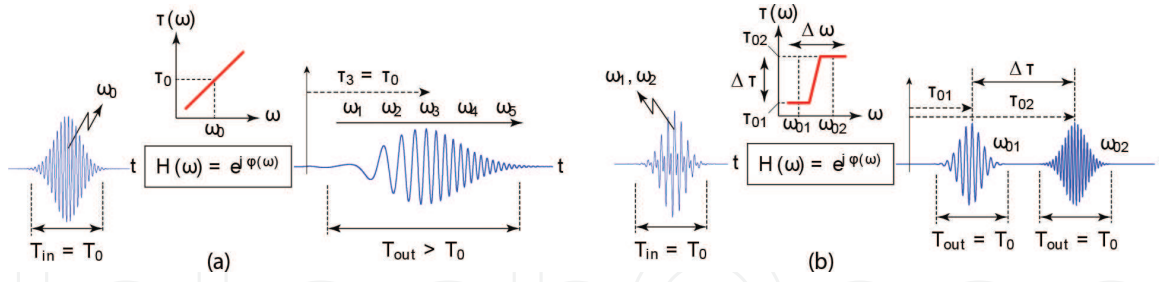 τ(ω)
τ0
ω0
ω
ω0
t
H(ω) = e^jφ(ω)
Tin = T0
τ3 = τ0
ω1 ω2 ω3 ω4 ω5
t
Tout > T0
(a)
τ(ω)
Δω
τ02
Δτ
τ01
ω01 ω02
ω
ω1, ω2
t
H(ω) = e^jφ(ω)
Tin = T0
τ01
Δτ
τ02
ω01
ω02
t
Tout = T0
Tout = T0
(b)